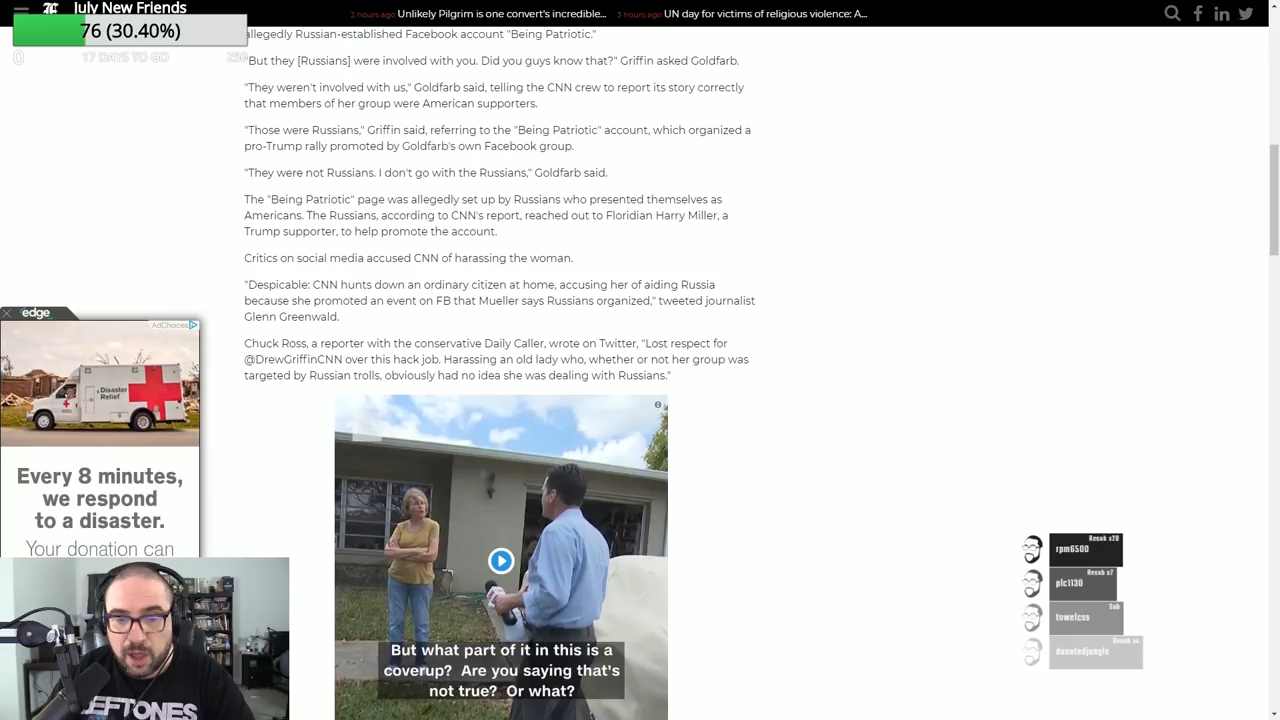 July New Friends
76 (30.40%)
0 17 DAYS TO GO 250
2 hours ago Unlikely Pilgrim is one convert's incredible...
3 hours ago UN day for victims of religious violence: A...
allegedly Russian-established Facebook account "Being Patriotic."
"But they [Russians] were involved with you. Did you guys know that?" Griffin asked Goldfarb.
"They weren't involved with us," Goldfarb said, telling the CNN crew to report its story correctly
that members of her group were American supporters.
"Those were Russians," Griffin said, referring to the "Being Patriotic" account, which organized a
pro-Trump rally promoted by Goldfarb's own Facebook group.
"They were not Russians. I don't go with the Russians," Goldfarb said.
The "Being Patriotic" page was allegedly set up by Russians who presented themselves as
Americans. The Russians, according to CNN's report, reached out to Floridian Harry Miller, a
Trump supporter, to help promote the account.
Critics on social media accused CNN of harassing the woman.
"Despicable: CNN hunts down an ordinary citizen at home, accusing her of aiding Russia
because she promoted an event on FB that Mueller says Russians organized," tweeted journalist
Glenn Greenwald.
Chuck Ross, a reporter with the conservative Daily Caller, wrote on Twitter, "Lost respect for
@DrewGriffinCNN over this hack job. Harassing an old lady who, whether or not her group was
targeted by Russian trolls, obviously had no idea she was dealing with Russians."
edge
AdChoices
Disaster
Relief
Every 8 minutes,
we respond
to a disaster.
Your donation can
DEFTONES
But what part of it in this is a
coverup? Are you saying that's
not true? Or what?
Resub x20
rpm6500
Resub x7
plc1130
Sub
towelcss
Resub x4
donutedjungle